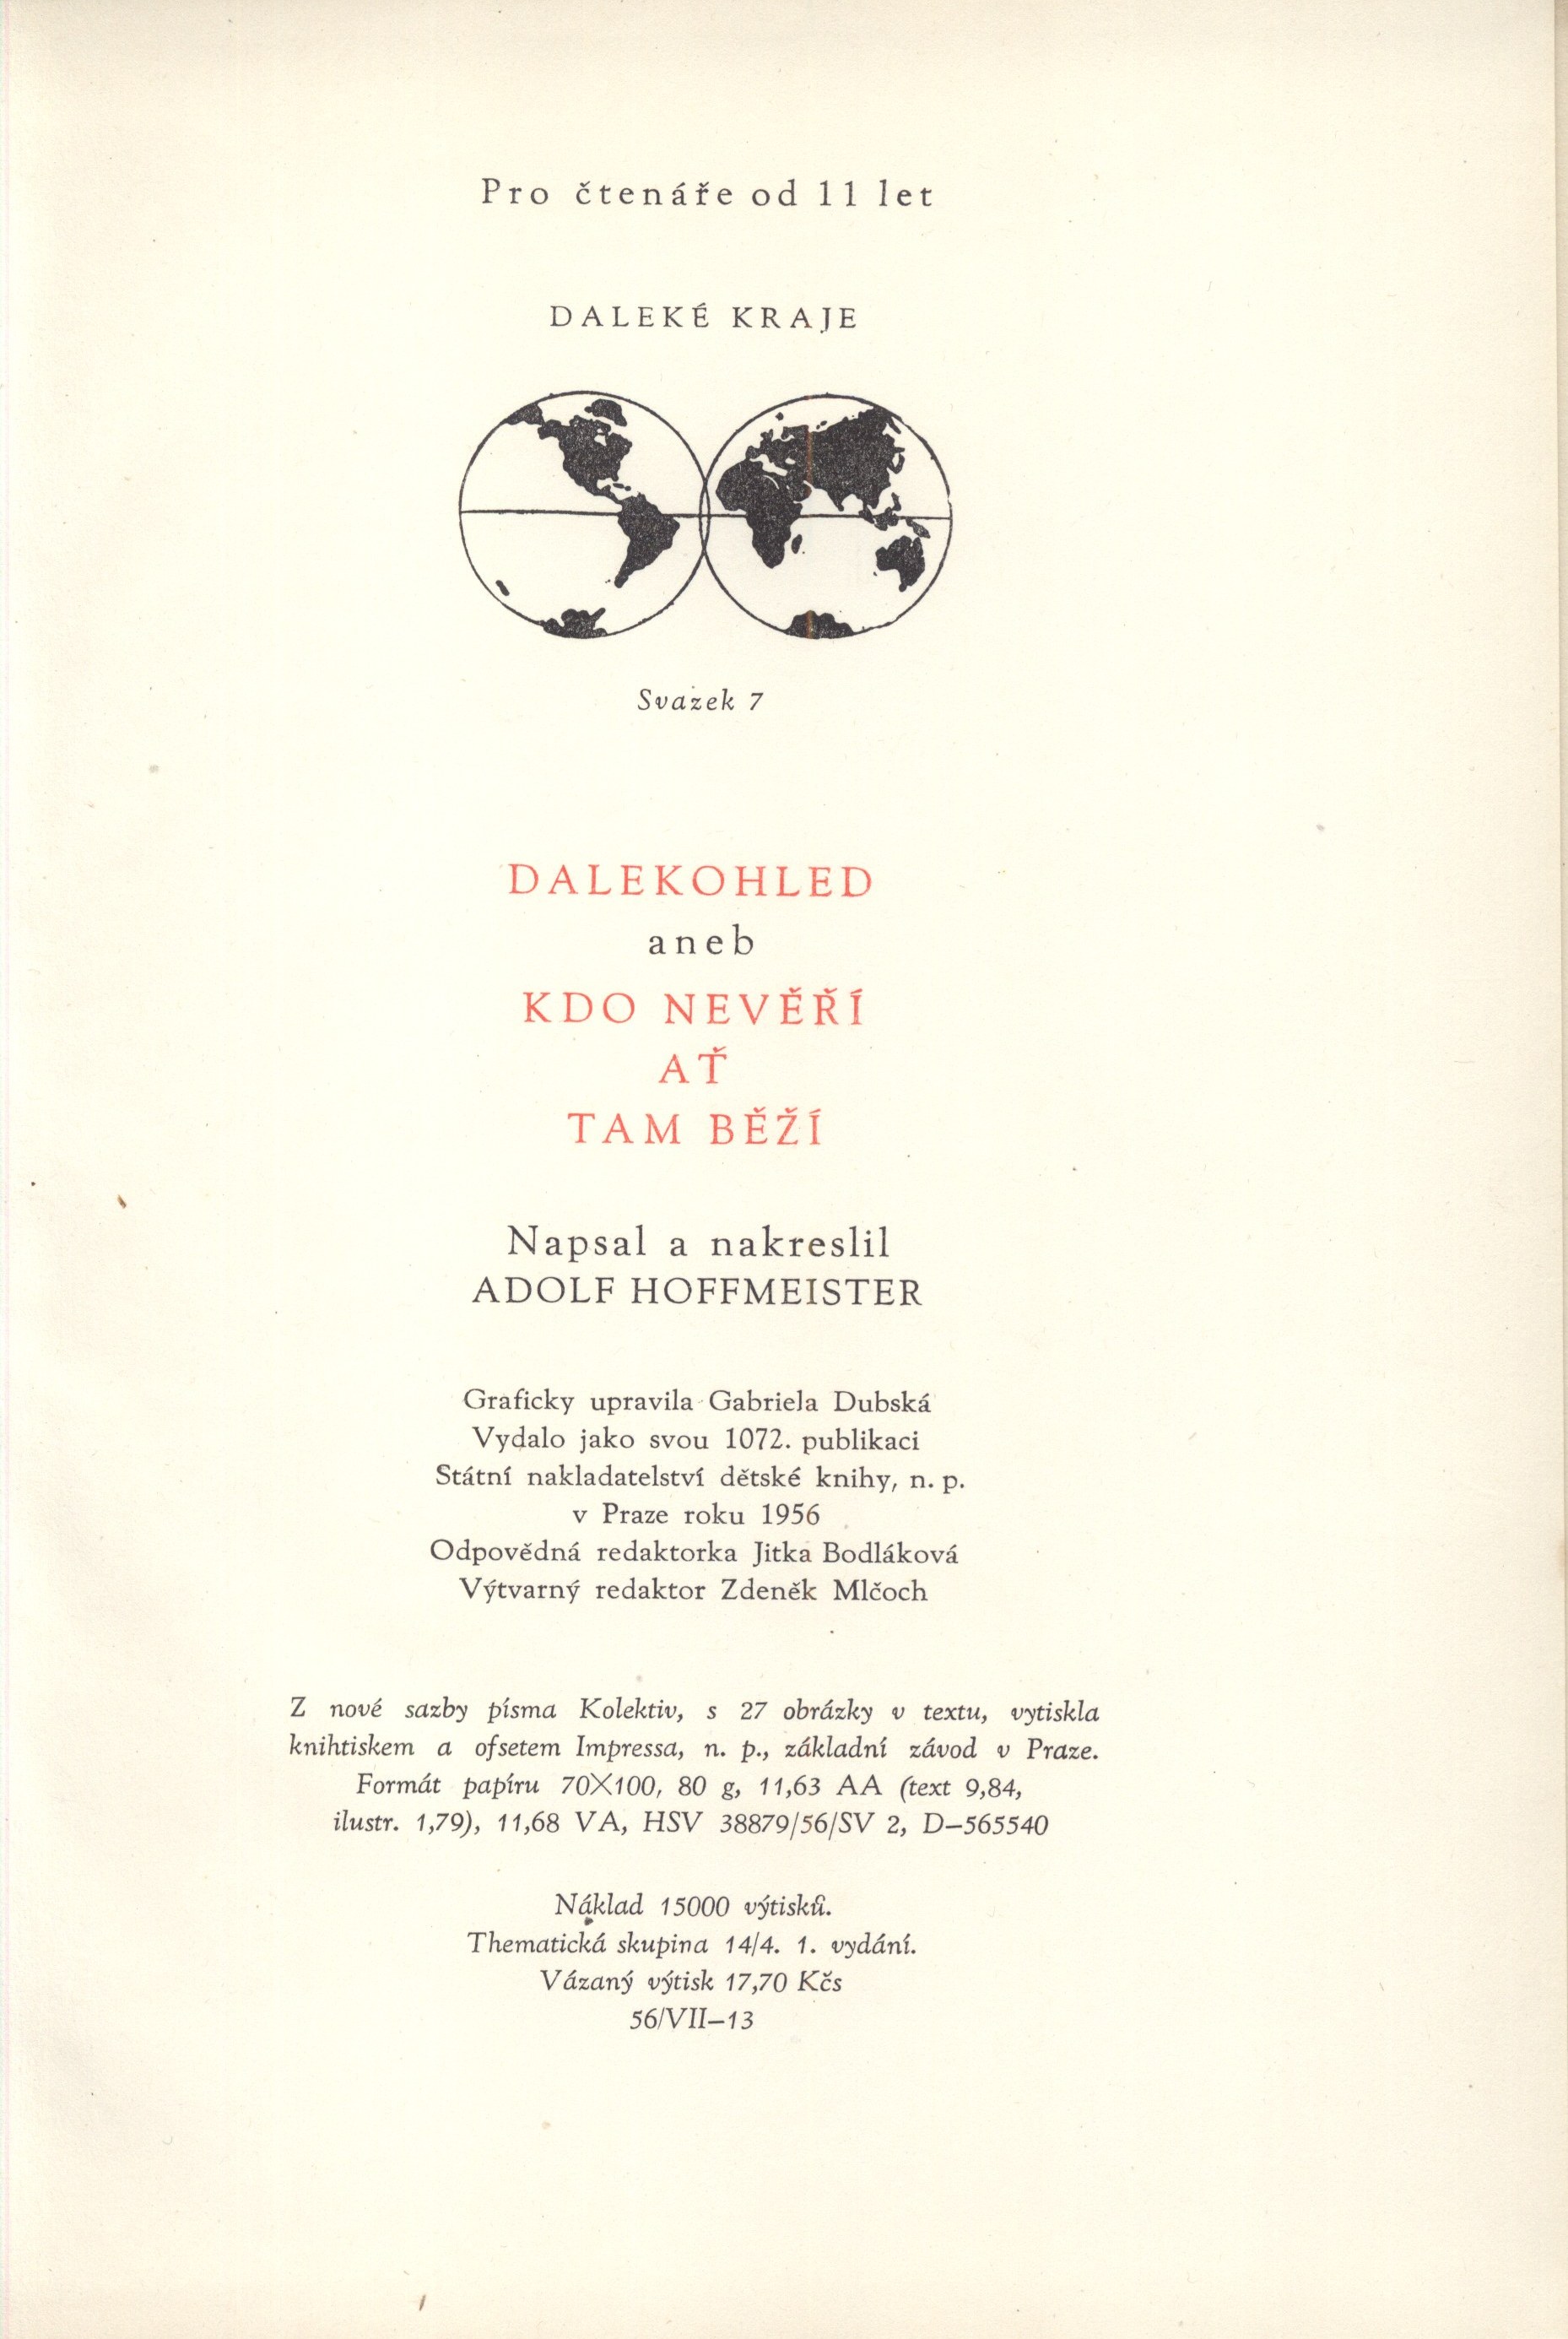 Pro čtenáře od 11 let
DALEKÉ KRAJE
Svazek 7
DALEKOHLED
aneb
KDO NEVĚŘÍ
AŤ
TAM BĚŽÍ
Napsal a nakreslil
ADOLF HOFFMEISTER
Graficky upravila Gabriela Dubská
Vydalo jako svou 1072. publikaci
Státní nakladatelství dětské knihy, n. p.
v Praze roku 1956
Odpovědná redaktorka Jitka Bodláková
Výtvarný redaktor Zdeněk Mlčoch
Z nové sazby písma Kolektiv, s 27 obrázky v textu, vytiskla
knihtiskem a ofsetem Impressa, n. p., základní závod v Praze.
Formát papíru 70X100, 80 g, 11,63 AA (text 9,84,
ilustr. 1,79), 11,68 VA, HSV 38879/56/SV 2, D–565540
Náklad 15000 výtisků.
Thematická skupina 14/4. 1. vydání.
Vázaný výtisk 17,70 Kčs
56/VII–13